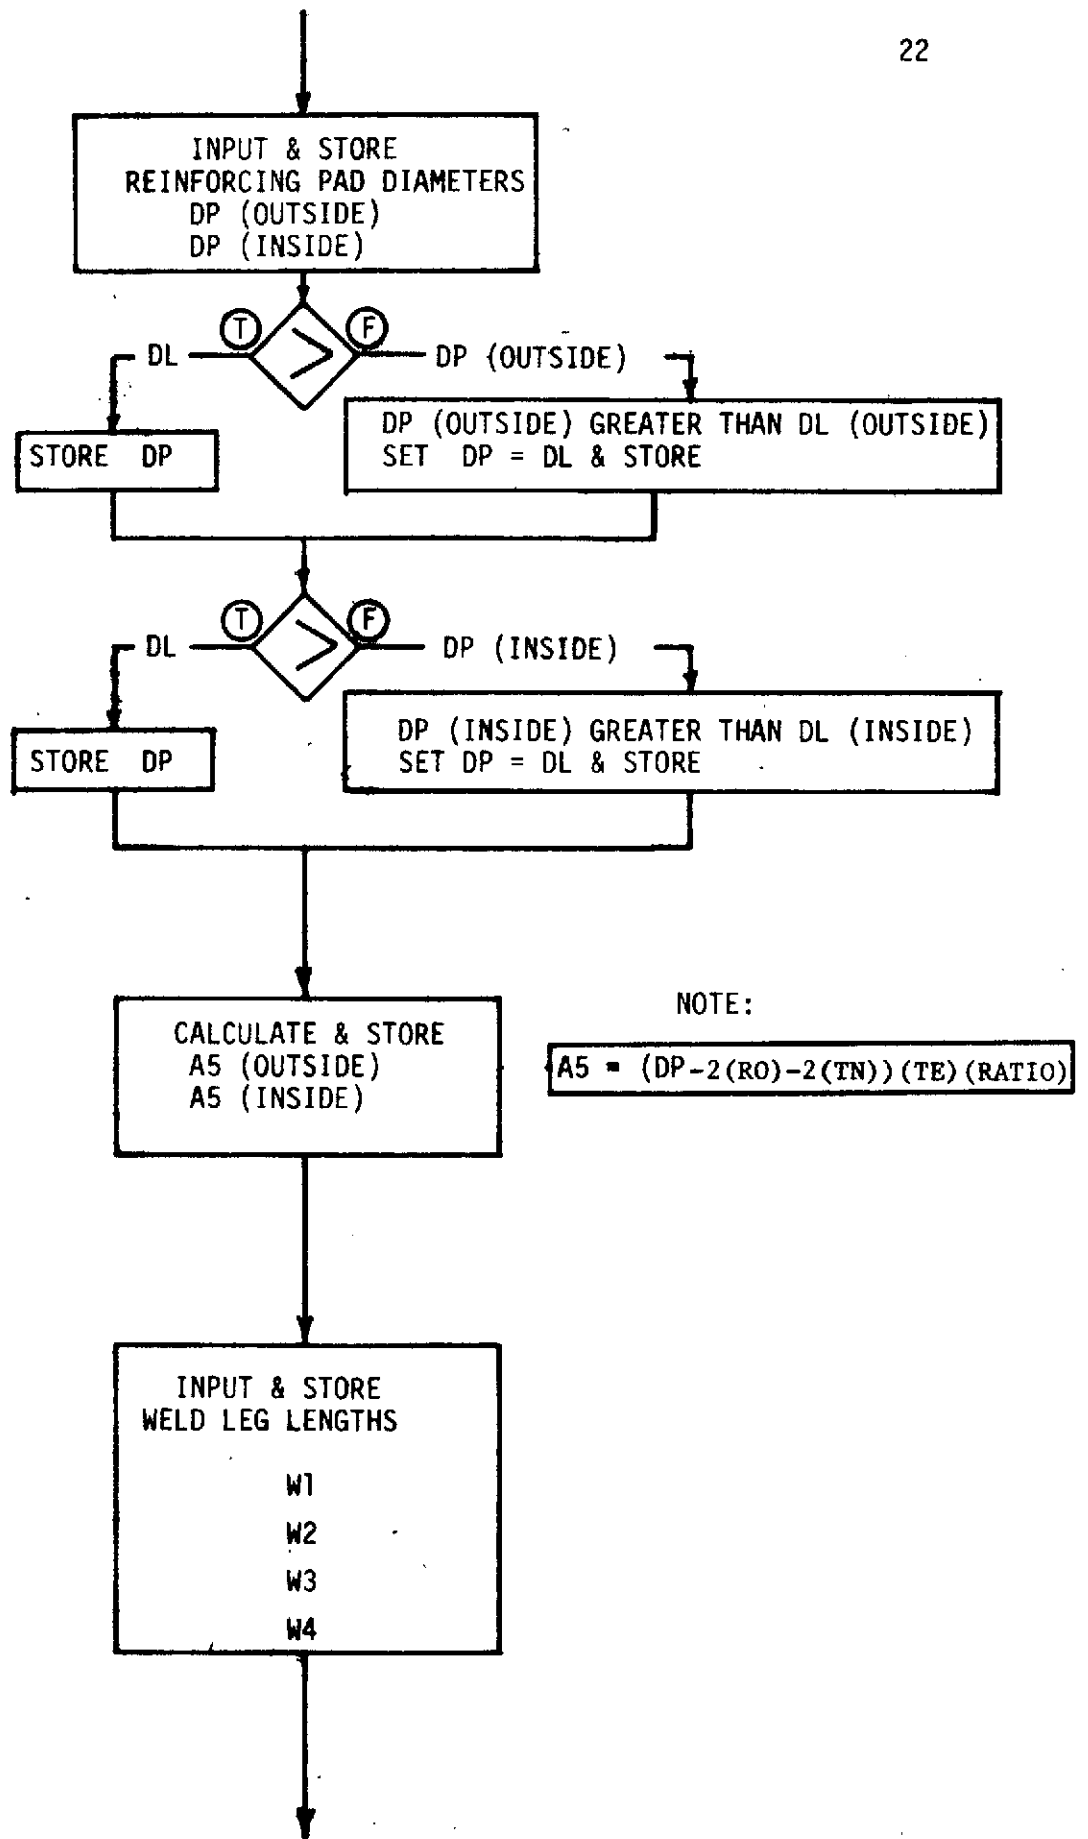 22
INPUT & STORE
REINFORCING PAD DIAMETERS
DP (OUTSIDE)
DP (INSIDE)
T
F
DL
>
DP (OUTSIDE)
STORE DP
DP (OUTSIDE) GREATER THAN DL (OUTSIDE)
SET DP = DL & STORE
T
F
DL
>
DP (INSIDE)
STORE DP
DP (INSIDE) GREATER THAN DL (INSIDE)
SET DP = DL & STORE
CALCULATE & STORE
A5 (OUTSIDE)
A5 (INSIDE)
NOTE:
A5 = (DP-2(RO)-2(TN))(TE)(RATIO)
INPUT & STORE
WELD LEG LENGTHS
W1
W2
W3
W4